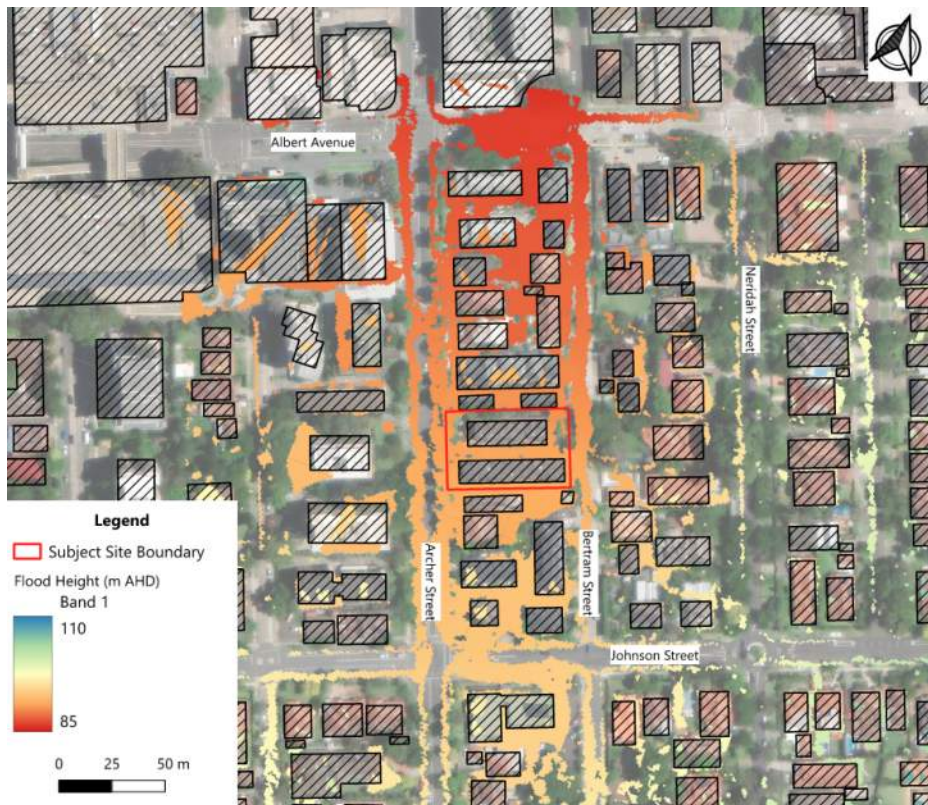 Albert Avenue
Neridah Street
Archer Street
Bertram Street
Johnson Street
Legend
Subject Site Boundary
Flood Height (m AHD)
Band 1
110
85
0 25 50 m